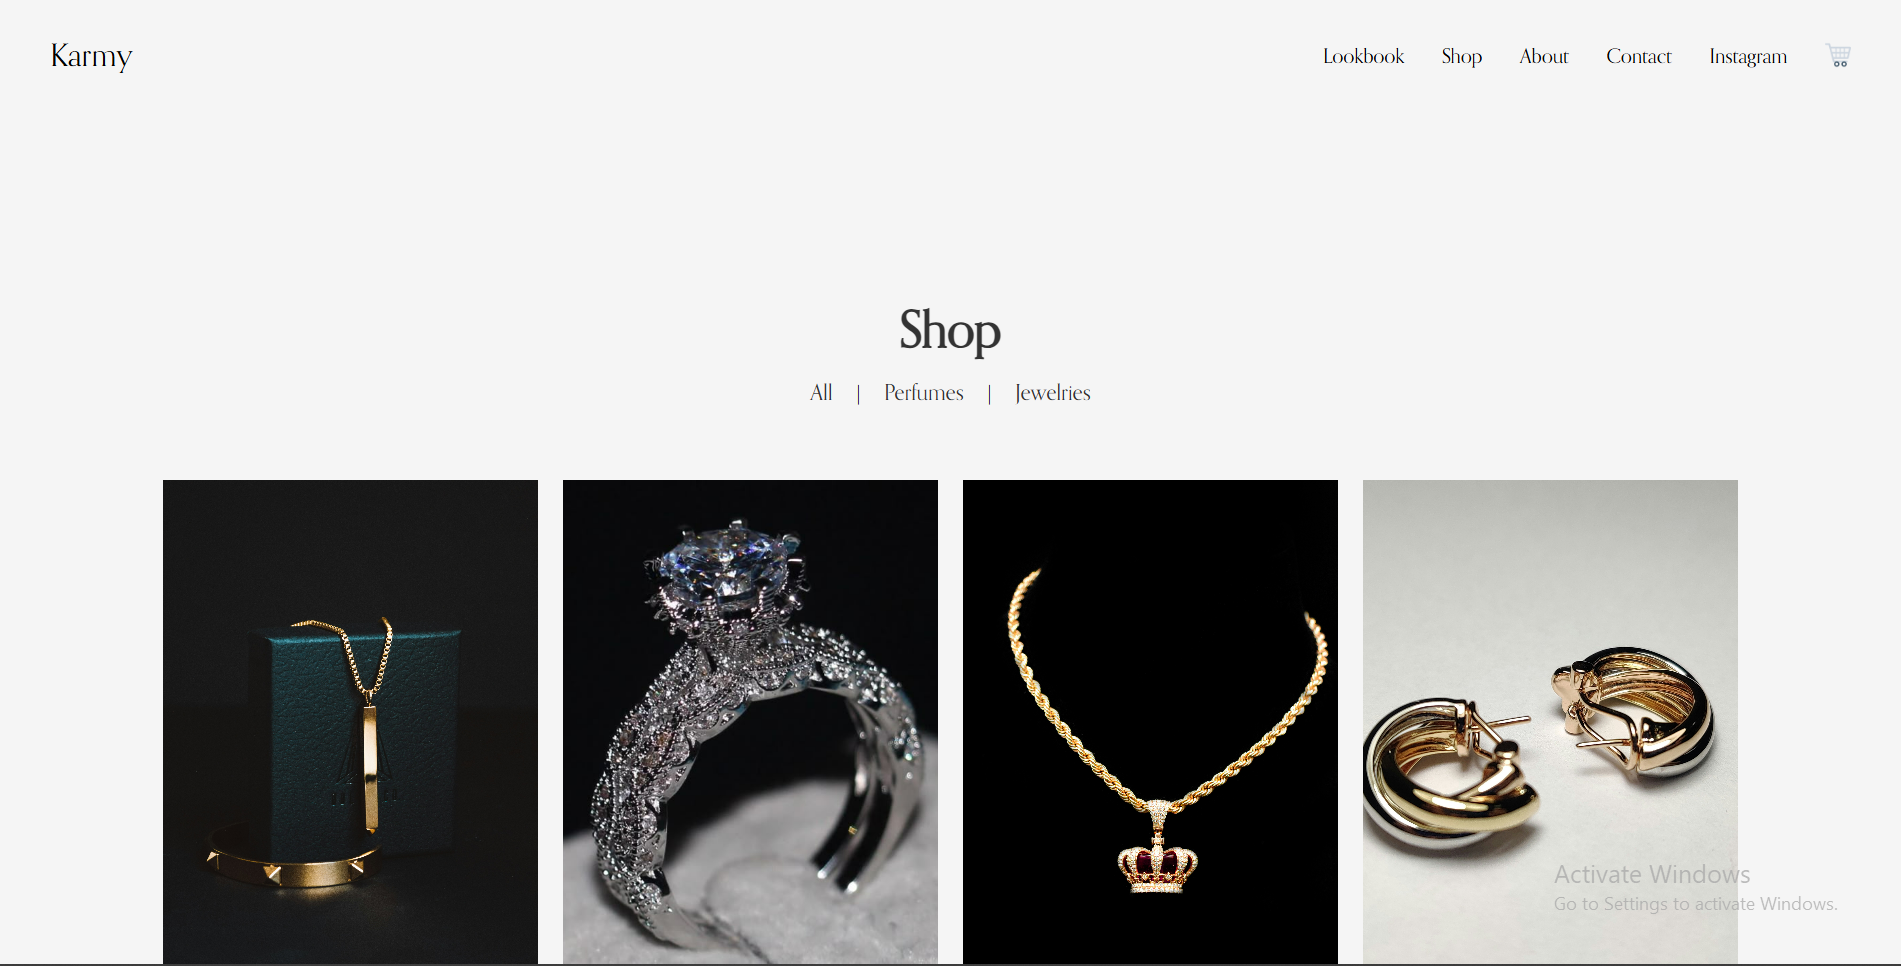 Karmy
Lookbook Shop About Contact Instagram
Shop
All | Perfumes | Jewelries
Activate Windows
Go to Settings to activate Windows.